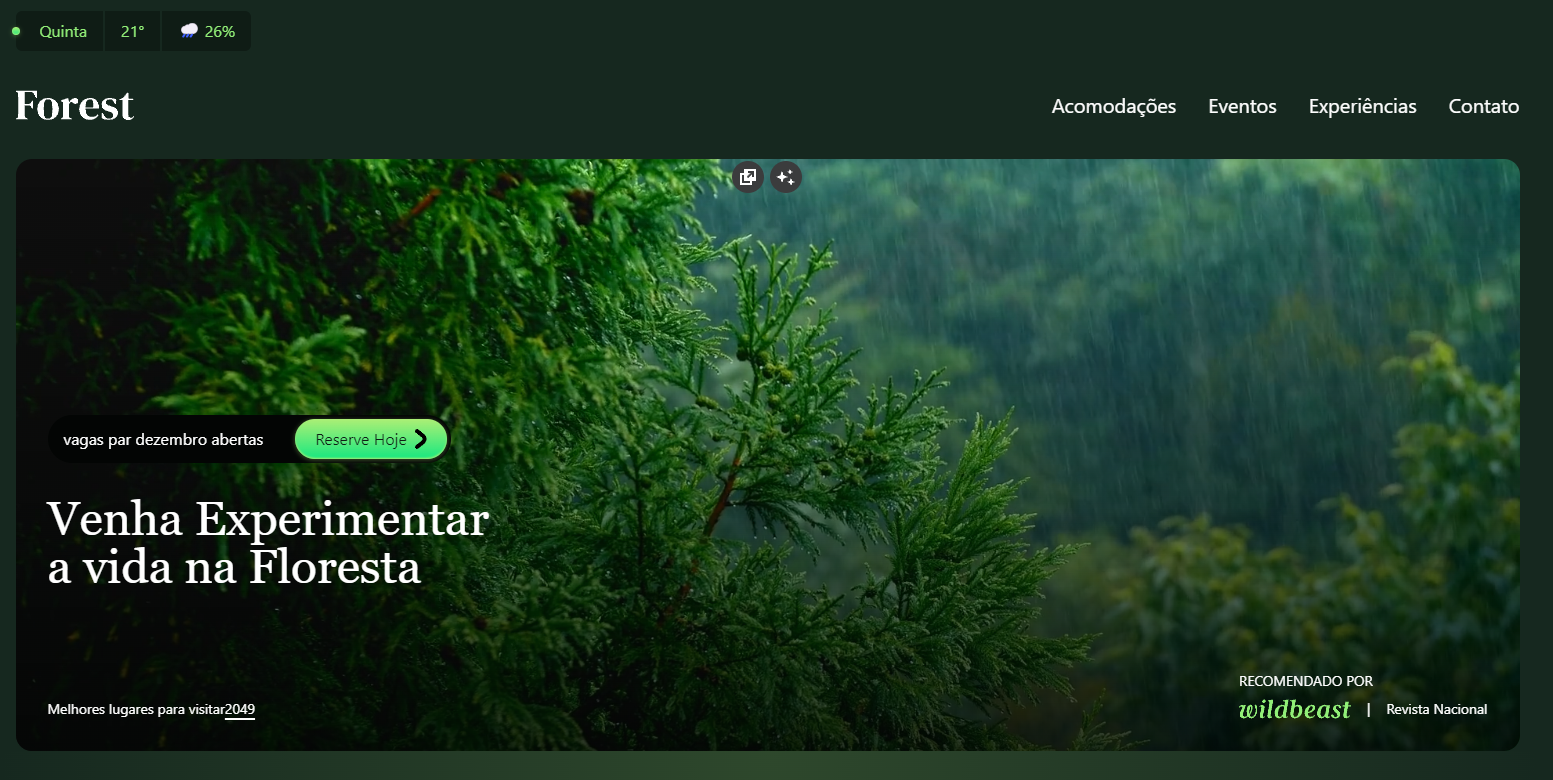 Quinta 21° 26%
Forest
Acomodações Eventos Experiências Contato
vagas par dezembro abertas Reserve Hoje
Venha Experimentar
a vida na Floresta
RECOMENDADO POR
Melhores lugares para visitar2049
wildbeast | Revista Nacional